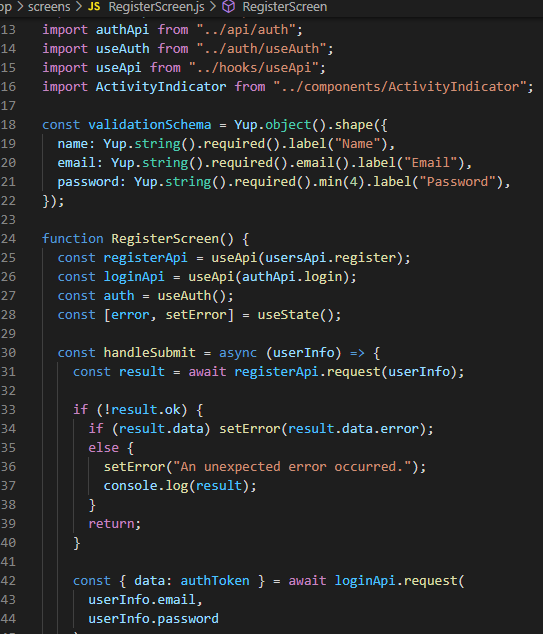 op > screens > JS RegisterScreen.js > RegisterScreen
13 import authApi from "../api/auth";
14 import useAuth from "../auth/useAuth";
15 import useApi from "../hooks/useApi";
16 import ActivityIndicator from "../components/ActivityIndicator";
17
18 const validationSchema = Yup.object().shape({
19 name: Yup.string().required().label("Name"),
20 email: Yup.string().required().email().label("Email"),
21 password: Yup.string().required().min(4).label("Password"),
22 });
23
24 function RegisterScreen() {
25 const registerApi = useApi(usersApi.register);
26 const loginApi = useApi(authApi.login);
27 const auth = useAuth();
28 const [error, setError] = useState();
29
30 const handleSubmit = async (userInfo) => {
31 const result = await registerApi.request(userInfo);
32
33 if (!result.ok) {
34 if (result.data) setError(result.data.error);
35 else {
36 setError("An unexpected error occurred.");
37 console.log(result);
38 }
39 return;
40 }
41
42 const { data: authToken } = await loginApi.request(
43 userInfo.email,
44 userInfo.password